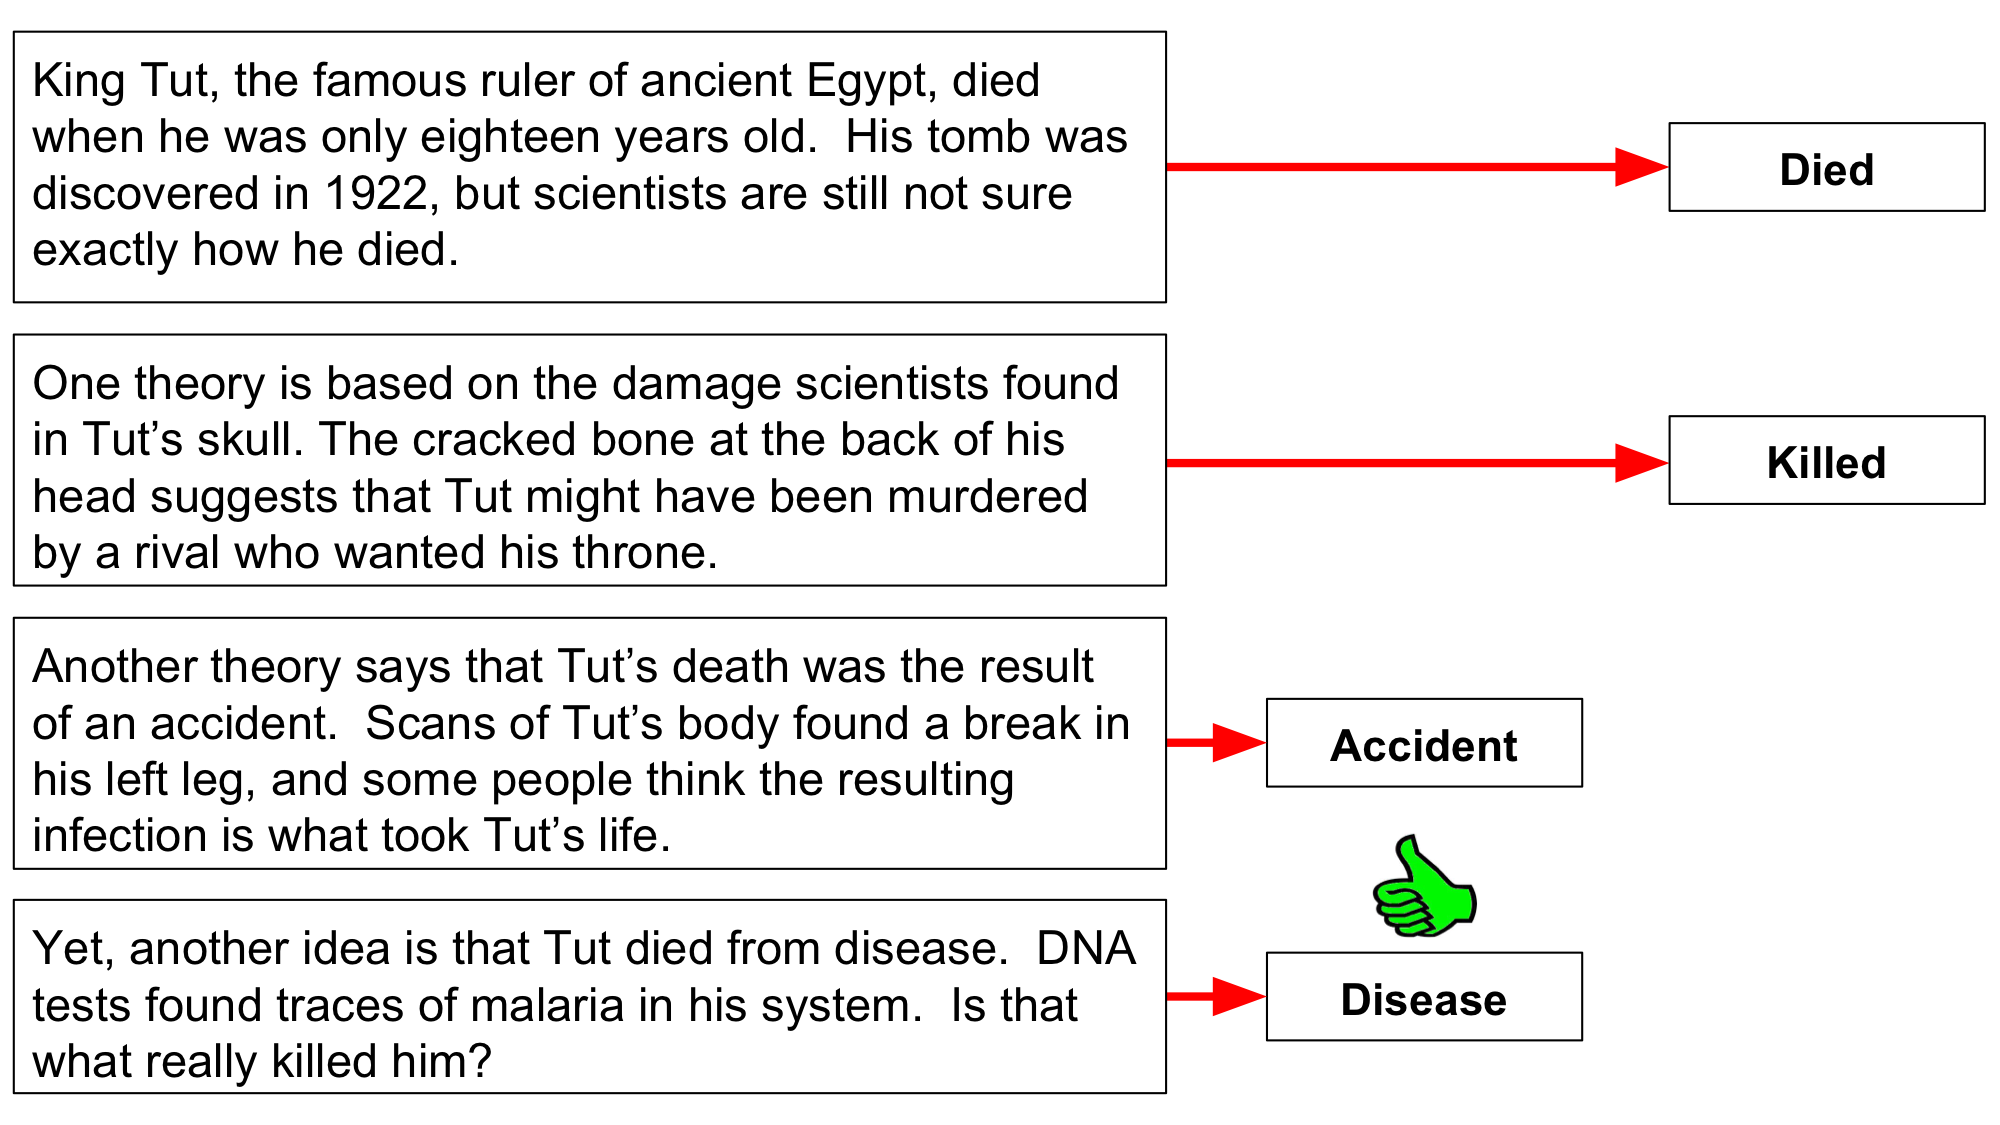 King Tut, the famous ruler of ancient Egypt, died
when he was only eighteen years old.  His tomb was
discovered in 1922, but scientists are still not sure
exactly how he died.
Died
One theory is based on the damage scientists found
in Tut’s skull. The cracked bone at the back of his
head suggests that Tut might have been murdered
by a rival who wanted his throne.
Killed
Another theory says that Tut’s death was the result
of an accident.  Scans of Tut’s body found a break in
his left leg, and some people think the resulting
infection is what took Tut’s life.
Accident
Yet, another idea is that Tut died from disease.  DNA
tests found traces of malaria in his system.  Is that
what really killed him?
Disease